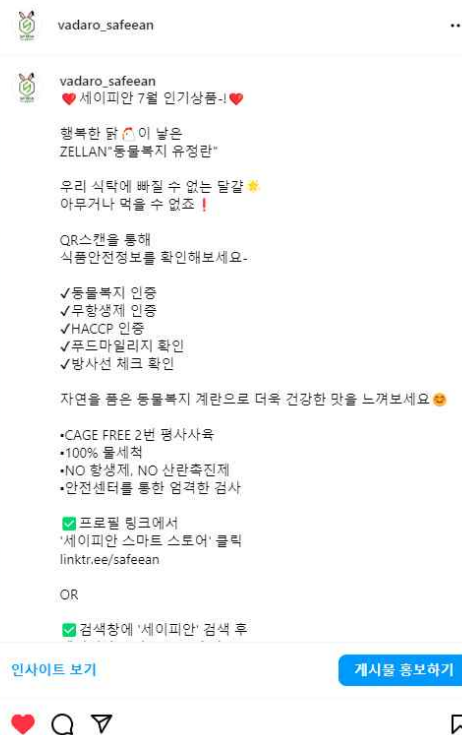 vadaro_safeean
vadaro_safeean
❤️세이피안 7월 인기상품-!❤️
행복한 닭🐔이 낳은
ZELLAN"동물복지 유정란"
우리 식탁에 빠질 수 없는 달걀🌟
아무거나 먹을 수 없죠❗
QR스캔을 통해
식품안전정보를 확인해보세요-
✓동물복지 인증
✓무항생제 인증
✓HACCP 인증
✓푸드마일리지 확인
✓방사선 체크 확인
자연을 품은 동물복지 계란으로 더욱 건강한 맛을 느껴보세요😊
▪CAGE FREE 2번 평사사육
▪100% 물세척
▪NO 항생제, NO 산란촉진제
▪안전센터를 통한 엄격한 검사
✅프로필 링크에서
'세이피안 스마트 스토어' 클릭
linktr.ee/safeean
OR
✅검색창에 '세이피안' 검색 후
인사이트 보기
게시물 홍보하기